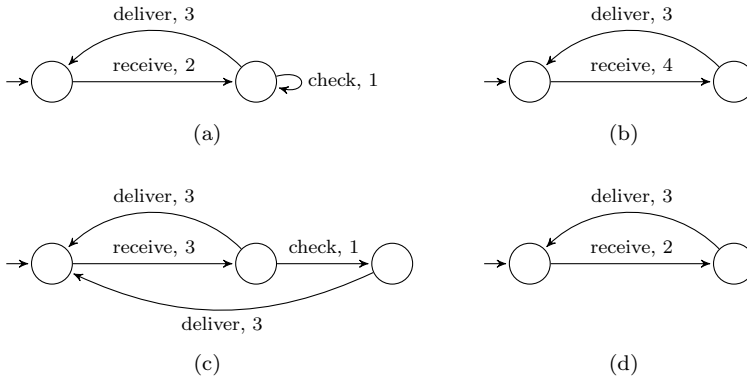 deliver, 3
receive, 2
check, 1
(a)
deliver, 3
receive, 4
(b)
deliver, 3
receive, 3
check, 1
deliver, 3
(c)
deliver, 3
receive, 2
(d)